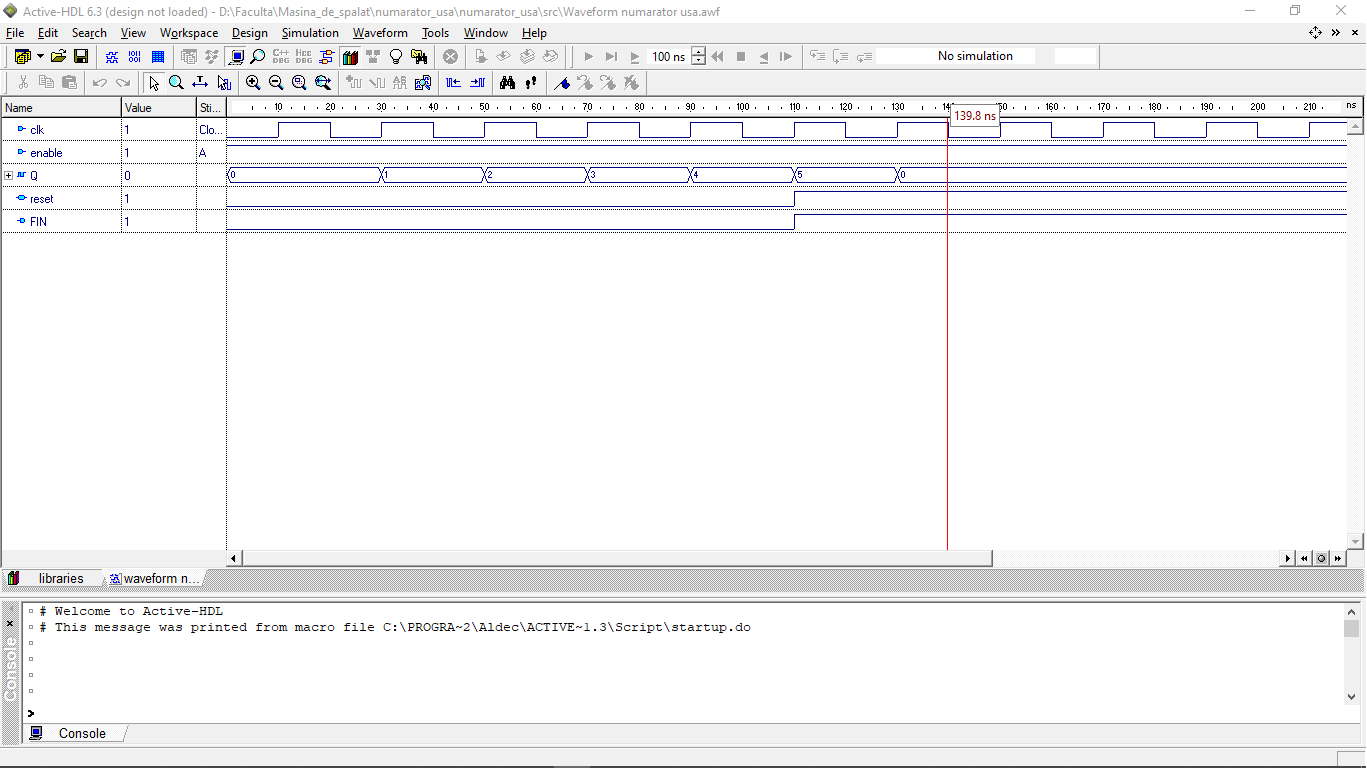 Active-HDL 6.3 (design not loaded) - D:\Faculta\Masina_de_spalat\numarator_usa\numarator_usa\src\Waveform numarator usa.awf
File Edit Search View Workspace Design Simulation Waveform Tools Window Help
C++ DBG HCC DBG 100 ns No simulation
Name Value Sti... 10 20 30 40 50 60 70 80 90 100 110 120 130 140 150 160 170 180 190 200 210 ns
139.8 ns
clk 1 Clo...
enable 1 A
Q 0 0 1 2 3 4 5 0
reset 1
FIN 1
libraries waveform n...
# Welcome to Active-HDL
# This message was printed from macro file C:\PROGRA~2\Aldec\ACTIVE~1.3\Script\startup.do
Console
>
Console